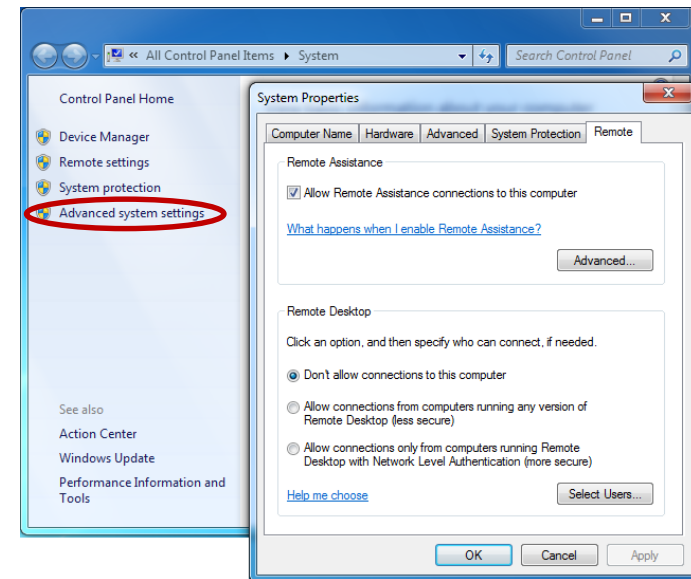 « All Control Panel Items ▸ System
Search Control Panel
Control Panel Home
Device Manager
Remote settings
System protection
Advanced system settings
See also
Action Center
Windows Update
Performance Information and
Tools
System Properties
Computer Name Hardware Advanced System Protection Remote
Remote Assistance
Allow Remote Assistance connections to this computer
What happens when I enable Remote Assistance?
Advanced...
Remote Desktop
Click an option, and then specify who can connect, if needed.
Don't allow connections to this computer
Allow connections from computers running any version of
Remote Desktop (less secure)
Allow connections only from computers running Remote
Desktop with Network Level Authentication (more secure)
Help me choose
Select Users...
OK Cancel Apply